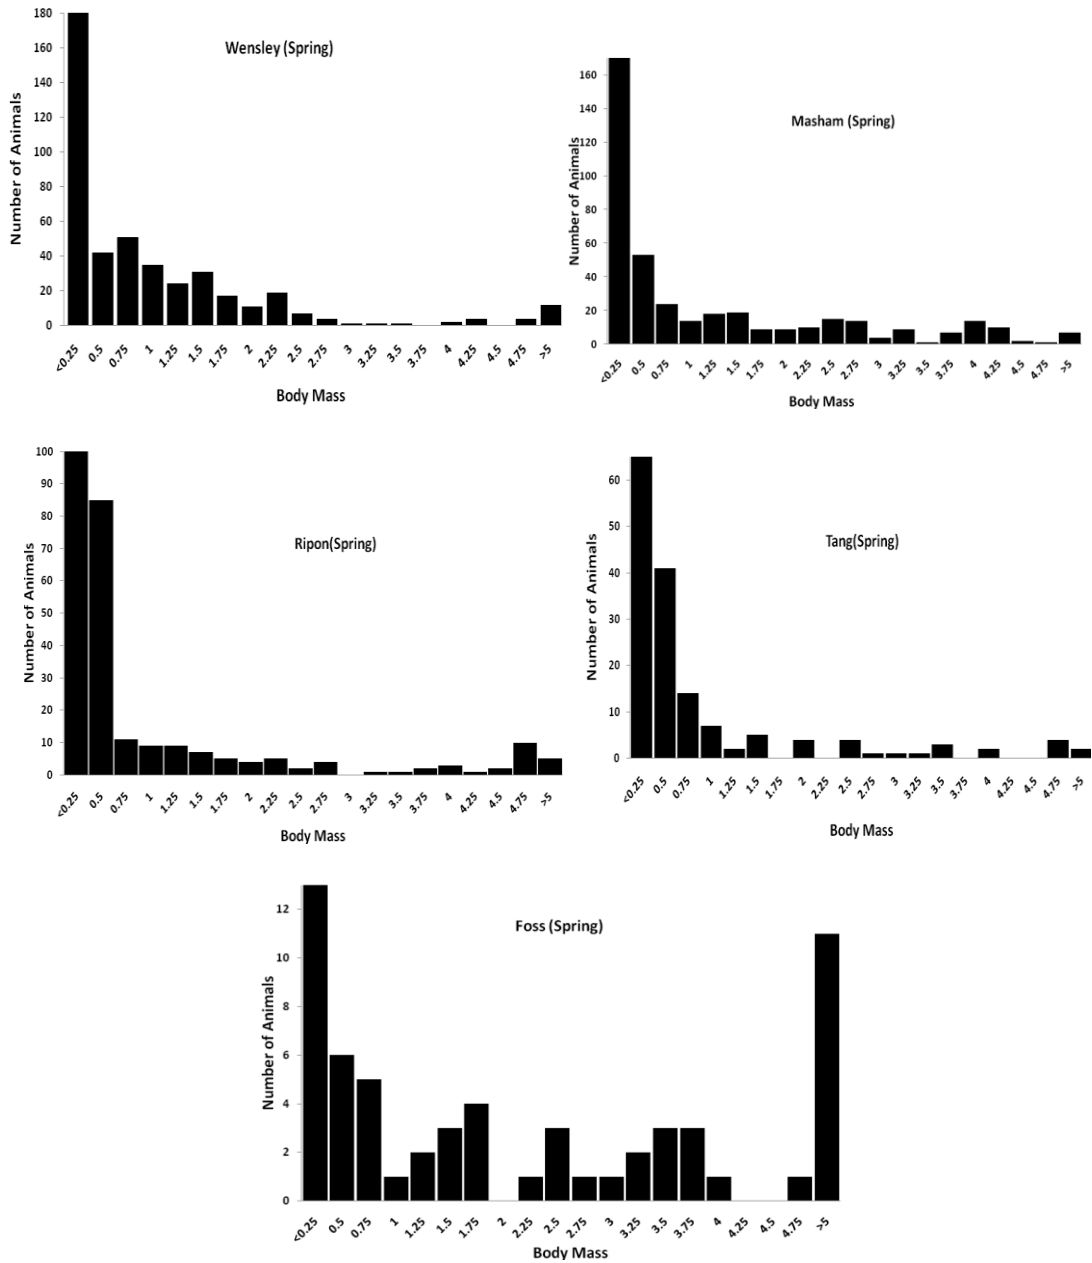 Wensley (Spring)
Number of Animals
180
160
140
120
100
80
60
40
20
0
<0.25 0.5 0.75 1 1.25 1.5 1.75 2 2.25 2.5 2.75 3 3.25 3.5 3.75 4 4.25 4.5 4.75 >5
Body Mass
Masham (Spring)
Number of Animals
160
140
120
100
80
60
40
20
0
<0.25 0.5 0.75 1 1.25 1.5 1.75 2 2.25 2.5 2.75 3 3.25 3.5 3.75 4 4.25 4.5 4.75 >5
Body Mass
Ripon(Spring)
Number of Animals
100
90
80
70
60
50
40
30
20
10
0
<0.25 0.5 0.75 1 1.25 1.5 1.75 2 2.25 2.5 2.75 3 3.25 3.5 3.75 4 4.25 4.5 4.75 >5
Body Mass
Tang(Spring)
Number of Animals
60
50
40
30
20
10
0
<0.25 0.5 0.75 1 1.25 1.5 1.75 2 2.5 2.75 3 3.25 3.5 3.75 4 4.25 4.5 4.75 >5
Body Mass
Foss (Spring)
Number of Animals
12
10
8
6
4
2
0
<0.25 0.5 0.75 1 1.25 1.5 1.75 2 2.25 2.5 2.75 3 3.25 3.5 3.75 4 4.25 4.5 4.75 >5
Body Mass